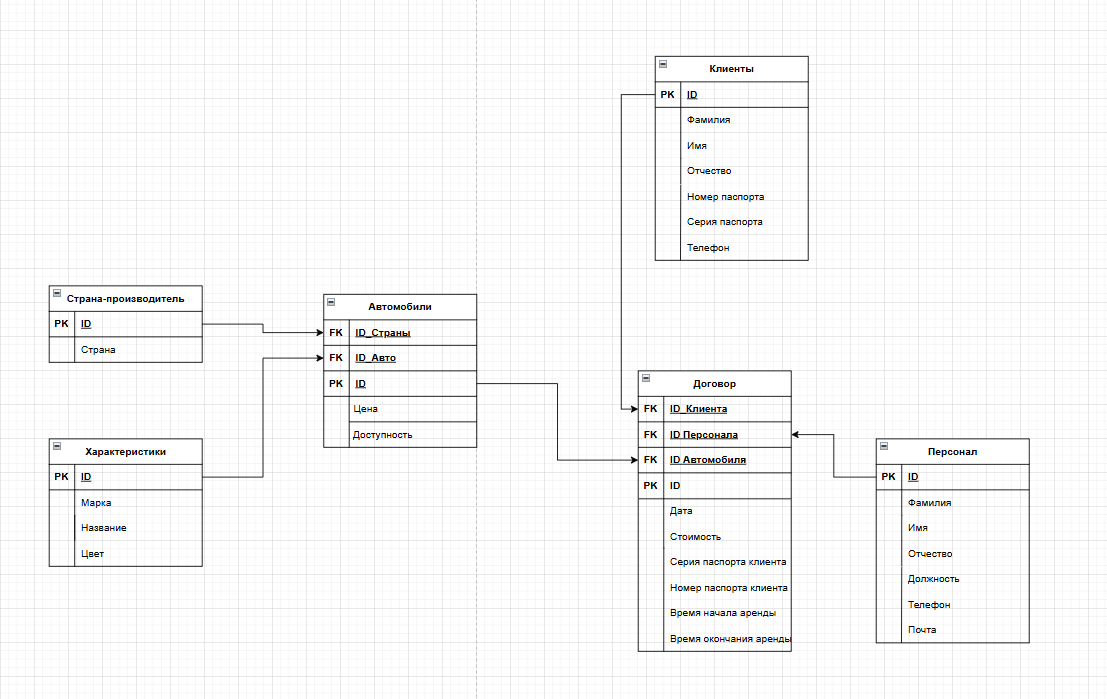 Клиенты
PK ID
Фамилия
Имя
Отчество
Номер паспорта
Серия паспорта
Телефон
Страна-производитель
PK ID
Страна
Автомобили
FK ID_Страны
FK ID_Авто
PK ID
Цена
Доступность
Характеристики
PK ID
Марка
Название
Цвет
Договор
FK ID_Клиента
FK ID Персонала
FK ID Автомобиля
PK ID
Дата
Стоимость
Серия паспорта клиента
Номер паспорта клиента
Время начала аренды
Время окончания аренды
Персонал
PK ID
Фамилия
Имя
Отчество
Должность
Телефон
Почта